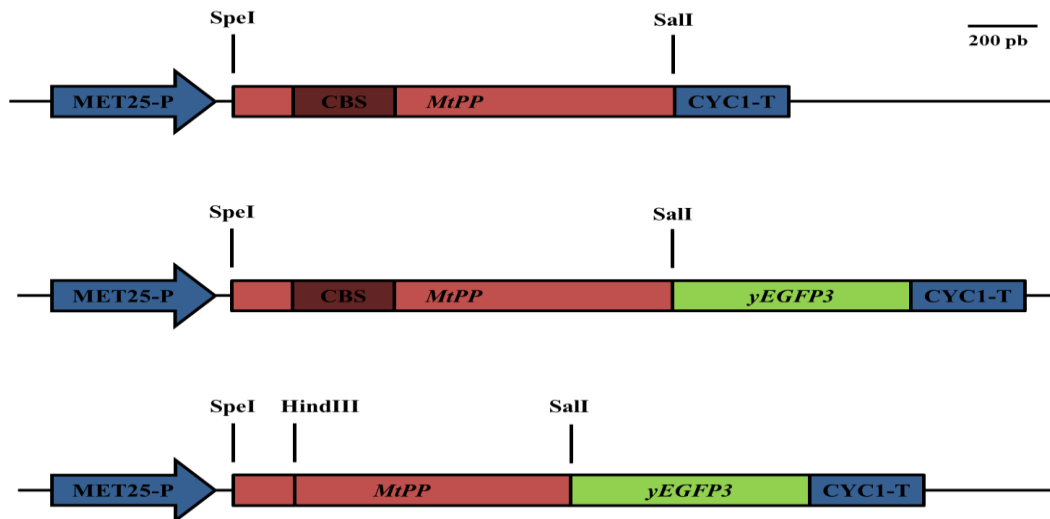 SpeI SalI 200 pb
MET25-P CBS MtPP CYC1-T
SpeI SalI
MET25-P CBS MtPP yEGFP3 CYC1-T
SpeI HindIII SalI
MET25-P MtPP yEGFP3 CYC1-T